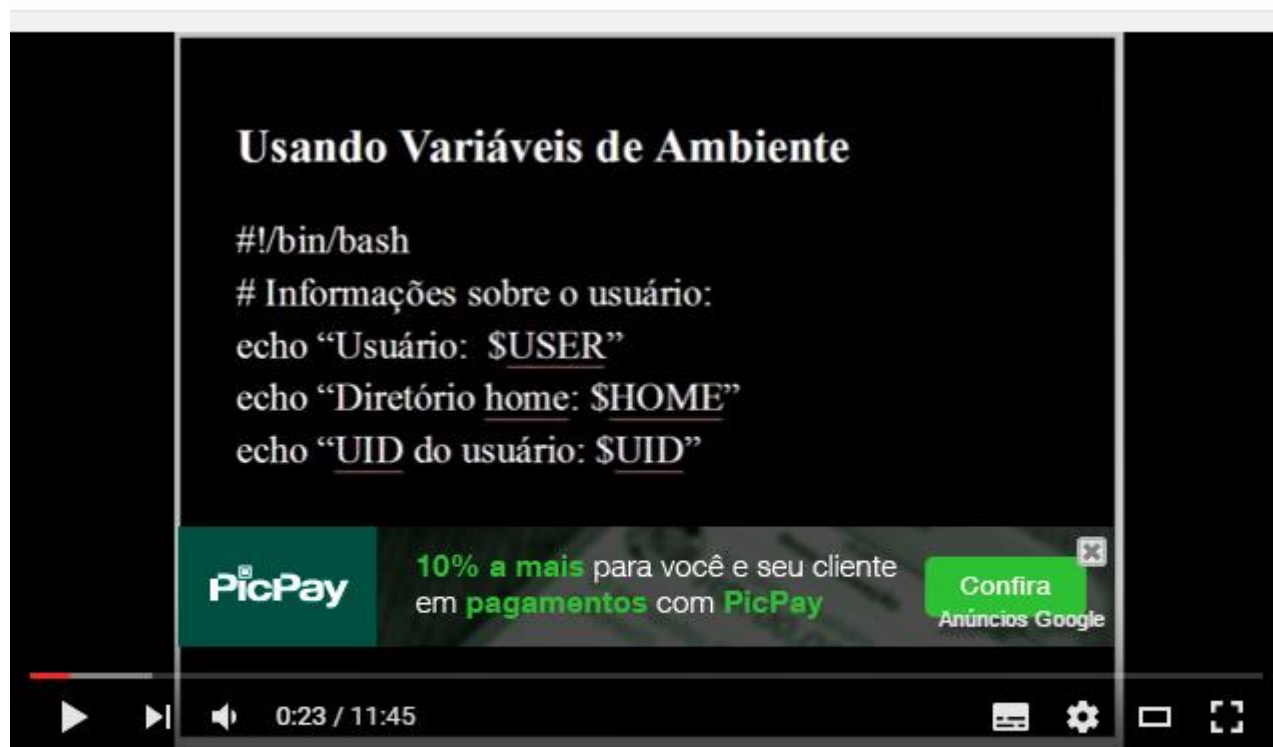 Usando Variáveis de Ambiente
#!/bin/bash
# Informações sobre o usuário:
echo “Usuário:  $USER”
echo “Diretório home: $HOME”
echo “UID do usuário: $UID”
PicPay
10% a mais para você e seu cliente
em pagamentos com PicPay
Confira
Anúncios Google
0:23 / 11:45